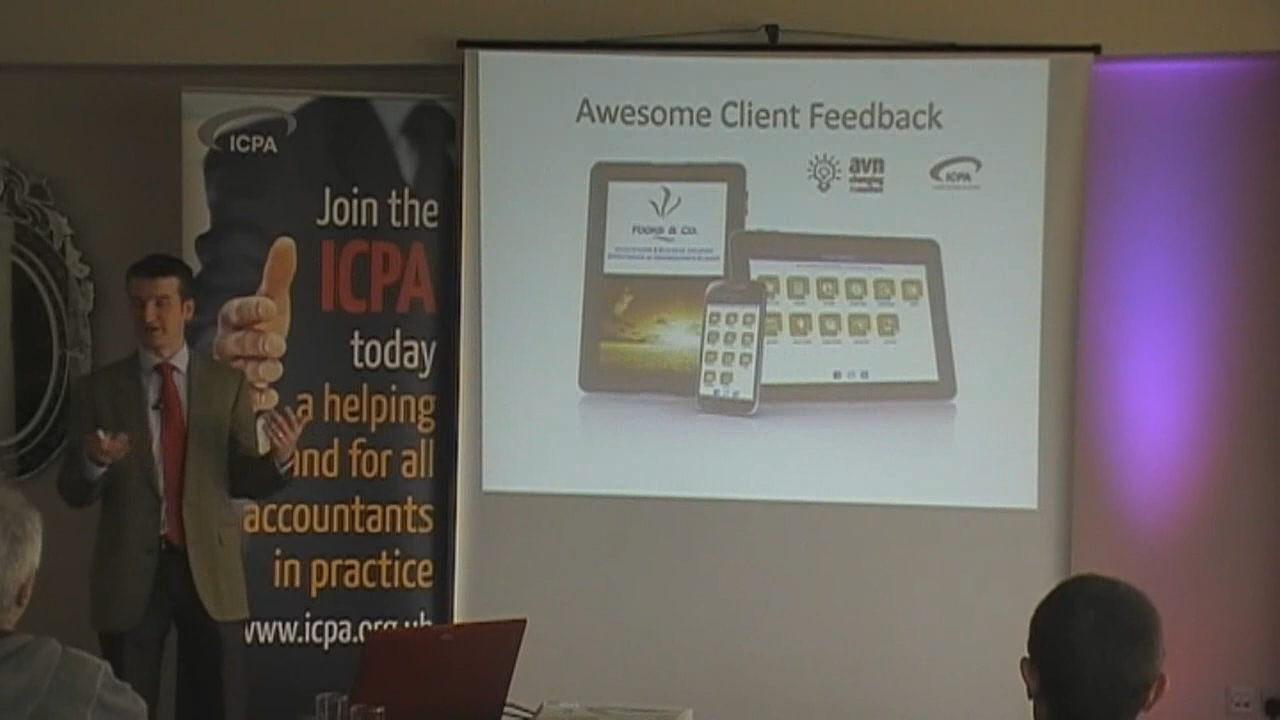 ICPA
Join the
ICPA
today
a helping
and for all
accountants
in practice
www.icpa.org.uk
Awesome Client Feedback
avn
ICPA
FOOKS & CO.